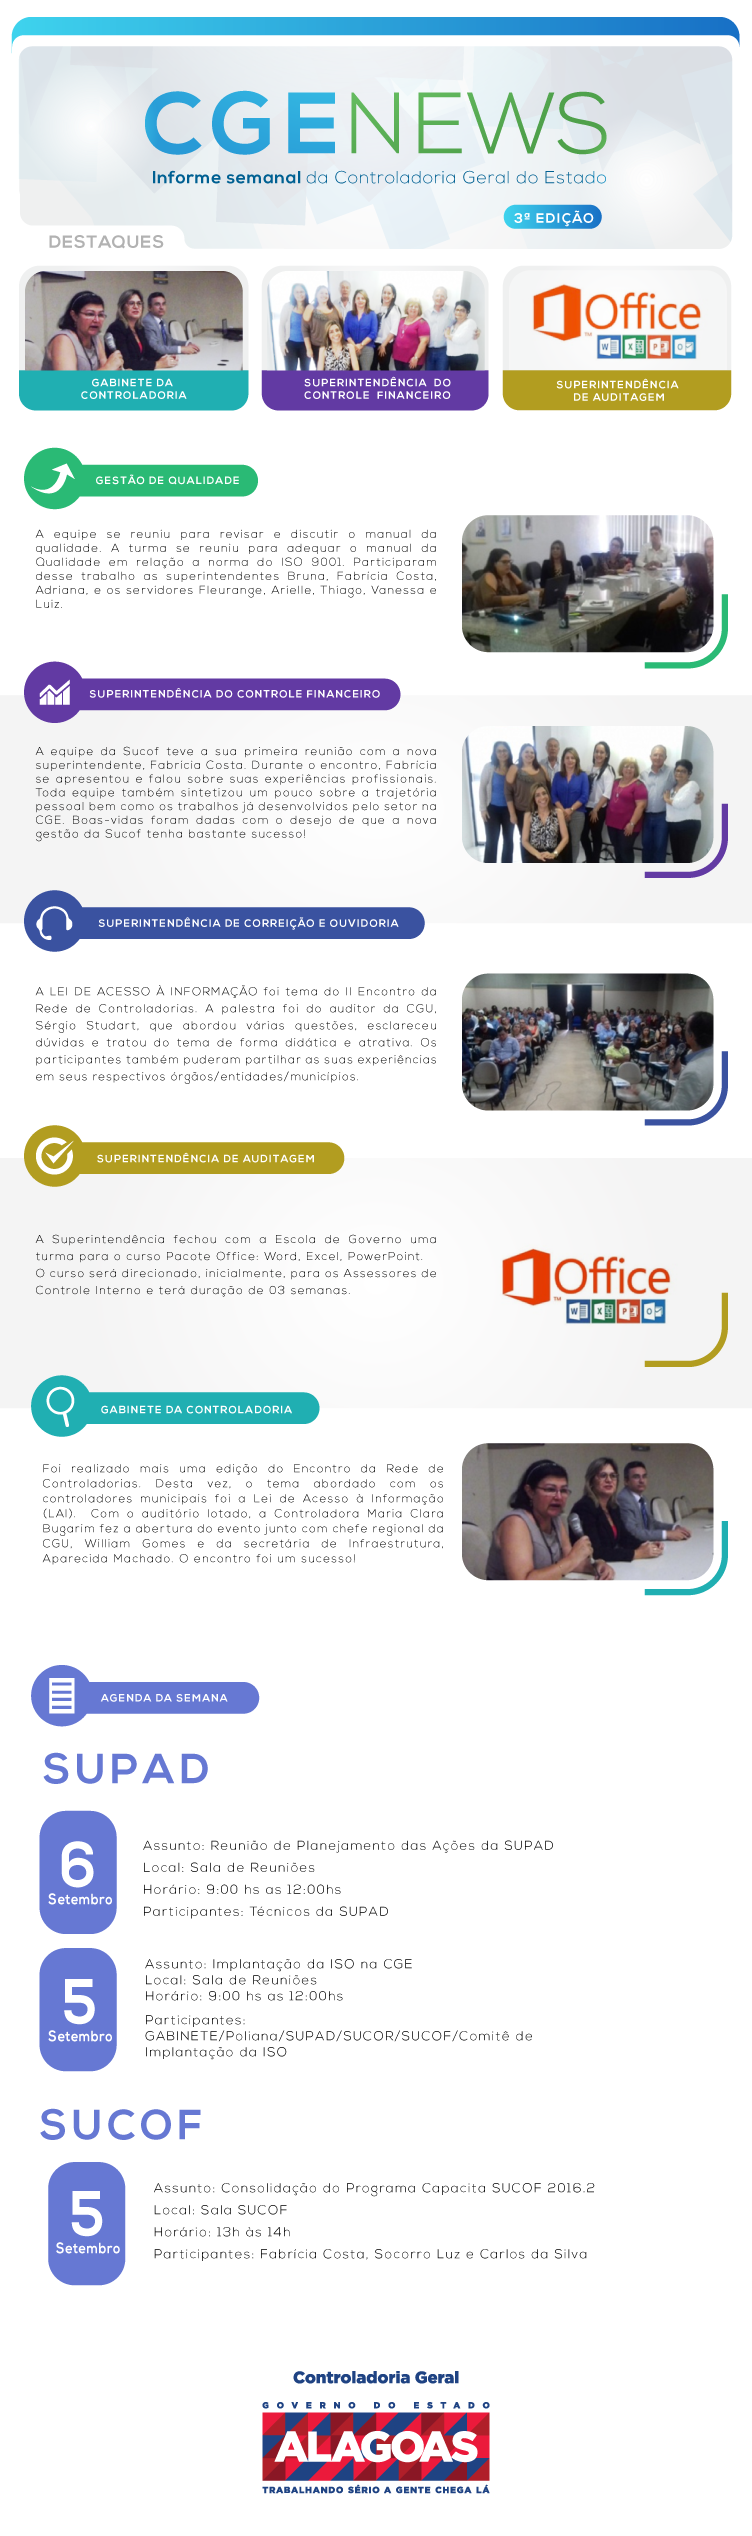 CGENEWS
Informe semanal da Controladoria Geral do Estado
3ª EDIÇÃO
DESTAQUES
GABINETE DA
CONTROLADORIA
SUPERINTENDÊNCIA DO
CONTROLE FINANCEIRO
Office
SUPERINTENDÊNCIA
DE AUDITAGEM
GESTÃO DE QUALIDADE
A equipe se reuniu para revisar e discutir o manual da
qualidade. A turma se reuniu para adequar o manual da
Qualidade em relação a norma do ISO 9001. Participaram
desse trabalho as superintendentes Bruna, Fabrícia Costa,
Adriana, e os servidores Fleurange, Arielle, Thiago, Vanessa e
Luiz.
SUPERINTENDÊNCIA DO CONTROLE FINANCEIRO
A equipe da Sucof teve a sua primeira reunião com a nova
superintendente, Fabricia Costa. Durante o encontro, Fabrícia
se apresentou e falou sobre suas experiências profissionais.
Toda equipe também sintetizou um pouco sobre a trajetória
pessoal bem como os trabalhos já desenvolvidos pelo setor na
CGE. Boas-vidas foram dadas com o desejo de que a nova
gestão da Sucof tenha bastante sucesso!
SUPERINTENDÊNCIA DE CORREIÇÃO E OUVIDORIA
A LEI DE ACESSO À INFORMAÇÃO foi tema do II Encontro da
Rede de Controladorias. A palestra foi do auditor da CGU,
Sérgio Studart, que abordou várias questões, esclareceu
dúvidas e tratou do tema de forma didática e atrativa. Os
participantes também puderam partilhar as suas experiências
em seus respectivos órgãos/entidades/municípios.
SUPERINTENDÊNCIA DE AUDITAGEM
A Superintendência fechou com a Escola de Governo uma
turma para o curso Pacote Office: Word, Excel, PowerPoint.
O curso será direcionado, inicialmente, para os Assessores de
Controle Interno e terá duração de 03 semanas.
Office
GABINETE DA CONTROLADORIA
Foi realizado mais uma edição do Encontro da Rede de
Controladorias. Desta vez, o tema abordado com os
controladores municipais foi a Lei de Acesso à Informação
(LAI). Com o auditório lotado, a Controladora Maria Clara
Bugarim fez a abertura do evento junto com chefe regional da
CGU, William Gomes e da secretária de Infraestrutura,
Aparecida Machado. O encontro foi um sucesso!
AGENDA DA SEMANA
SUPAD
6
Setembro
Assunto: Reunião de Planejamento das Ações da SUPAD
Local: Sala de Reuniões
Horário: 9:00 hs as 12:00hs
Participantes: Técnicos da SUPAD
5
Setembro
Assunto: Implantação da ISO na CGE
Local: Sala de Reuniões
Horário: 9:00 hs as 12:00hs
Participantes:
GABINETE/Poliana/SUPAD/SUCOR/SUCOF/Comitê de
Implantação da ISO
SUCOF
5
Setembro
Assunto: Consolidação do Programa Capacita SUCOF 2016.2
Local: Sala SUCOF
Horário: 13h às 14h
Participantes: Fabrícia Costa, Socorro Luz e Carlos da Silva
Controladoria Geral
GOVERNO DO ESTADO
ALAGOAS
TRABALHANDO SÉRIO A GENTE CHEGA LÁ